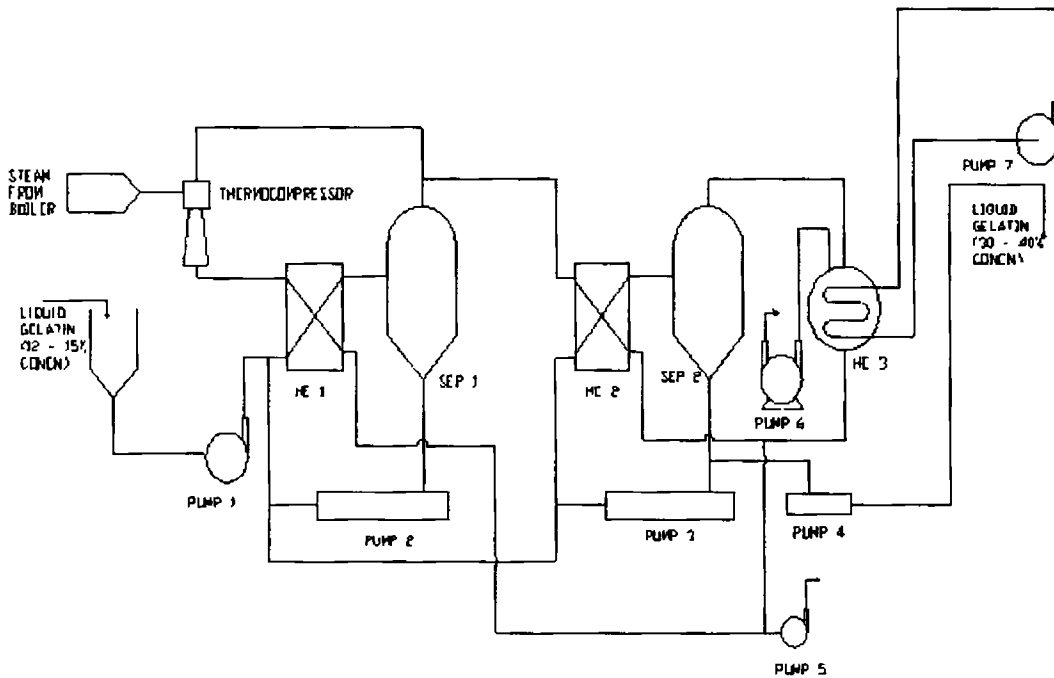 STEAM
FROM
BOILER
THERMOCOMPRESSOR
PUMP 7
LIQUID
GELATIN
(30 - 40%
CONCN)
LIQUID
GELATIN
(12 - 15%
CONCN)
HE 1
SEP 1
HE 2
SEP 2
HE 3
PUMP 6
PUMP 1
PUMP 2
PUMP 3
PUMP 4
PUMP 5